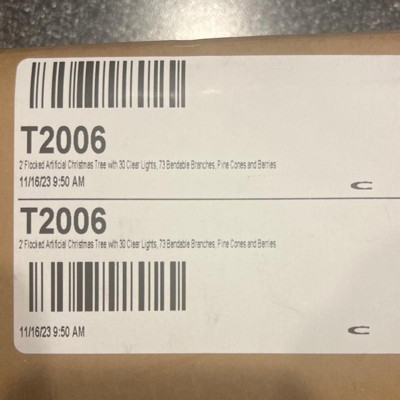 T2006
2' Flocked Artificial Christmas Tree with 30 Clear Lights, 73 Bendable Branches, Pine Cones and Berries
11/16/23 9:50 AM
C
T2006
2' Flocked Artificial Christmas Tree with 30 Clear Lights, 73 Bendable Branches, Pine Cones and Berries
11/16/23 9:50 AM
C